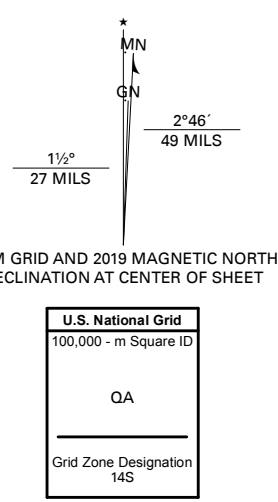 ★
MN
GN
2°46´
49 MILS
1½°
27 MILS
M GRID AND 2019 MAGNETIC NORTH
ECLINATION AT CENTER OF SHEET
U.S. National Grid
100,000 - m Square ID
QA
Grid Zone Designation
14S